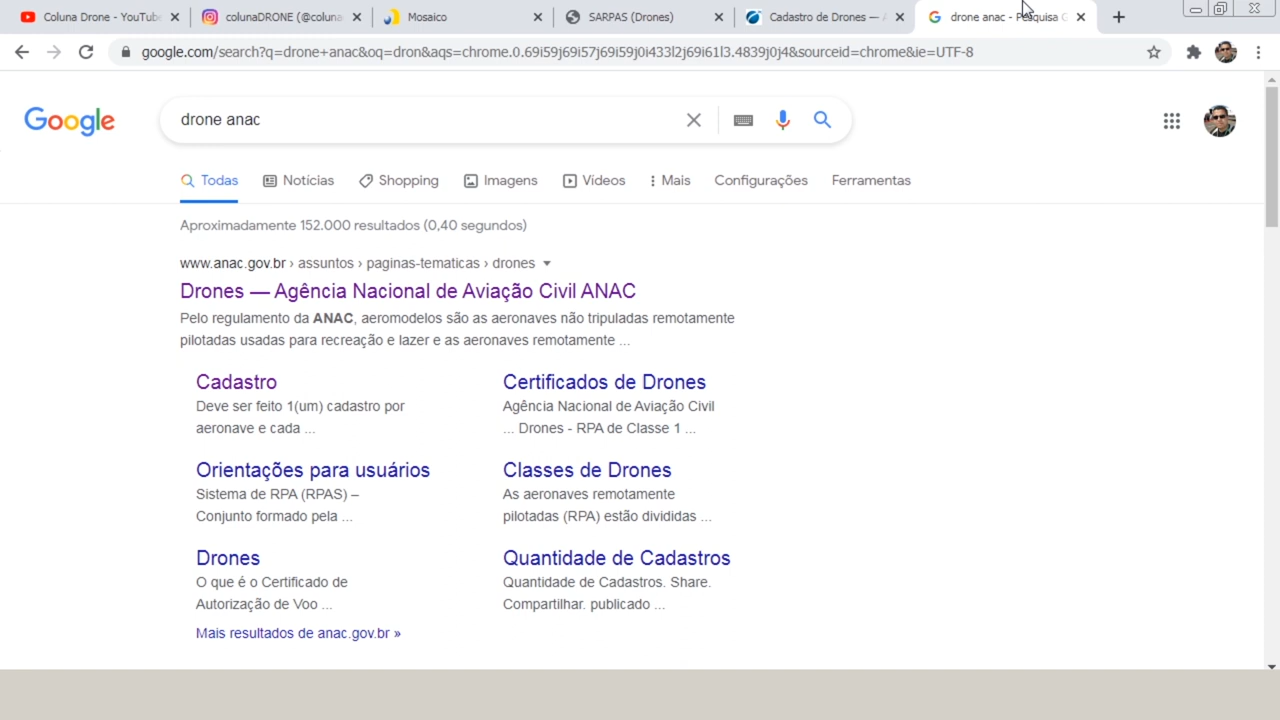 Coluna Drone - YouTube
colunaDRONE (@coluna
Mosaico
SARPAS (Drones)
Cadastro de Drones —
drone anac - Pesquisa G
google.com/search?q=drone+anac&oq=dron&aqs=chrome.0.69i59j69i57j69i59j0i433l2j69i61l3.4839j0j4&sourceid=chrome&ie=UTF-8
Google
drone anac
Todas
Notícias
Shopping
Imagens
Vídeos
Mais
Configurações
Ferramentas
Aproximadamente 152.000 resultados (0,40 segundos)
www.anac.gov.br › assuntos › paginas-tematicas › drones
Drones — Agência Nacional de Aviação Civil ANAC
Pelo regulamento da ANAC, aeromodelos são as aeronaves não tripuladas remotamente
pilotadas usadas para recreação e lazer e as aeronaves remotamente ...
Cadastro
Deve ser feito 1(um) cadastro por
aeronave e cada ...
Certificados de Drones
Agência Nacional de Aviação Civil
... Drones - RPA de Classe 1 ...
Orientações para usuários
Sistema de RPA (RPAS) –
Conjunto formado pela ...
Classes de Drones
As aeronaves remotamente
pilotadas (RPA) estão divididas ...
Drones
O que é o Certificado de
Autorização de Voo ...
Quantidade de Cadastros
Quantidade de Cadastros. Share.
Compartilhar. publicado ...
Mais resultados de anac.gov.br »